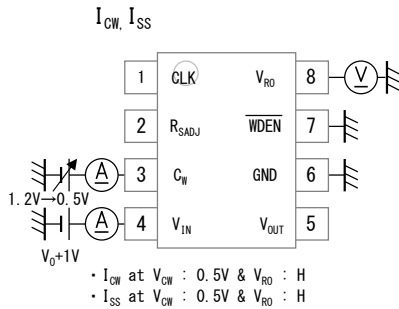 I_CW, I_SS
1 CLK V_RO 8 V
2 R_SADJ WDEN 7
A 3 C_W GND 6
1.2V→0.5V
A 4 V_IN V_OUT 5
V_0+1V
・I_CW at V_CW : 0.5V & V_RO : H
・I_SS at V_CW : 0.5V & V_RO : H